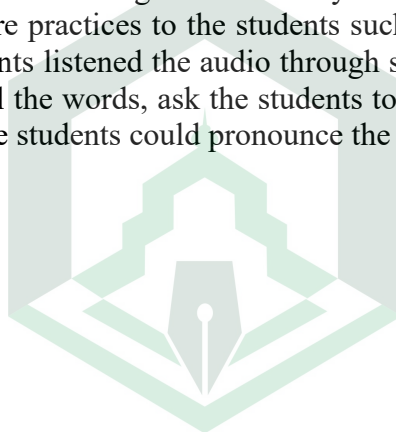 re practices to the students suc
nts listened the audio through s
l the words, ask the students to
e students could pronounce the